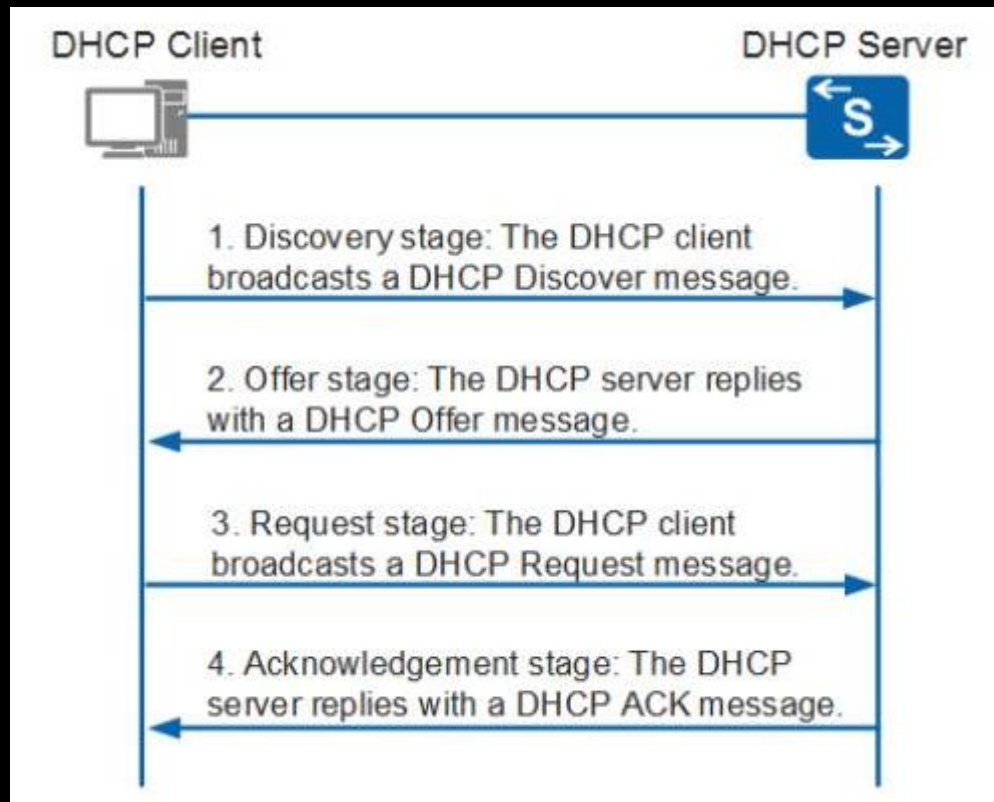 DHCP Client
DHCP Server
S
1. Discovery stage: The DHCP client
broadcasts a DHCP Discover message.
2. Offer stage: The DHCP server replies
with a DHCP Offer message.
3. Request stage: The DHCP client
broadcasts a DHCP Request message.
4. Acknowledgement stage: The DHCP
server replies with a DHCP ACK message.